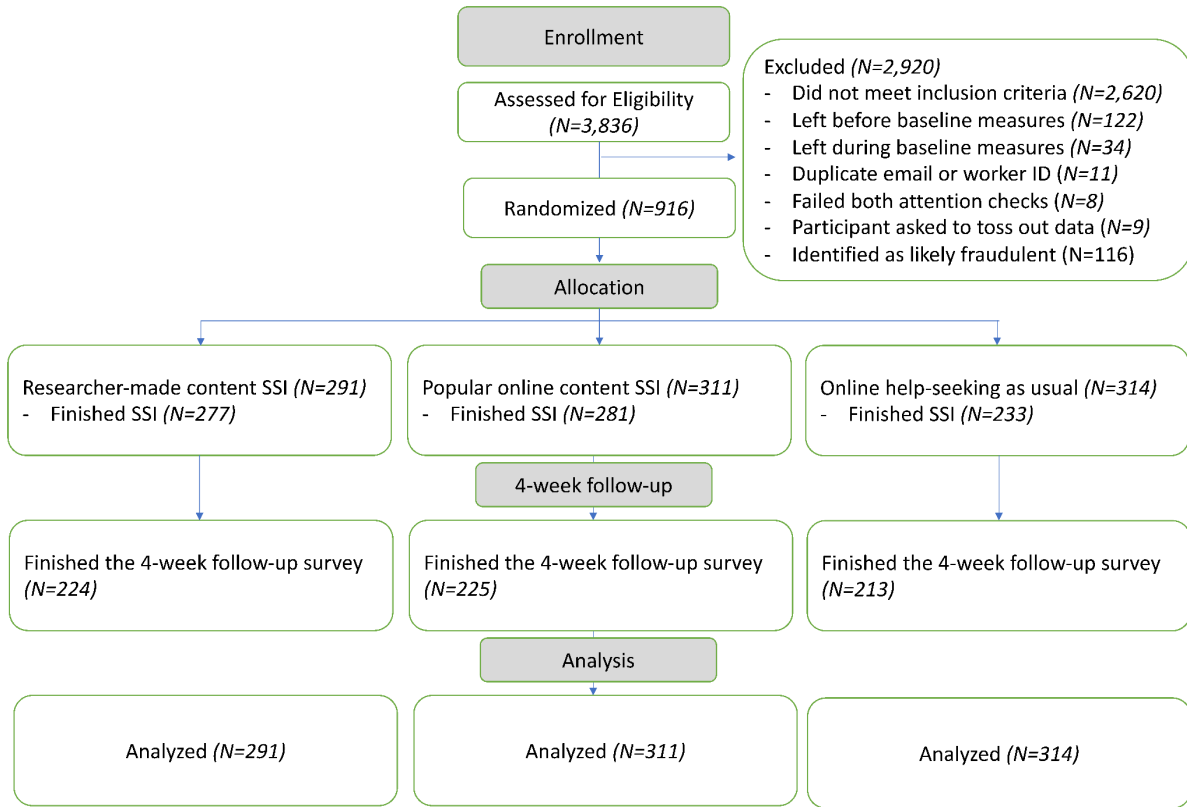 Enrollment
Assessed for Eligibility
(N=3,836)
Excluded (N=2,920)
- Did not meet inclusion criteria (N=2,620)
- Left before baseline measures (N=122)
- Left during baseline measures (N=34)
- Duplicate email or worker ID (N=11)
- Failed both attention checks (N=8)
- Participant asked to toss out data (N=9)
- Identified as likely fraudulent (N=116)
Randomized (N=916)
Allocation
Researcher-made content SSI (N=291)
- Finished SSI (N=277)
Popular online content SSI (N=311)
- Finished SSI (N=281)
Online help-seeking as usual (N=314)
- Finished SSI (N=233)
4-week follow-up
Finished the 4-week follow-up survey
(N=224)
Finished the 4-week follow-up survey
(N=225)
Finished the 4-week follow-up survey
(N=213)
Analysis
Analyzed (N=291)
Analyzed (N=311)
Analyzed (N=314)